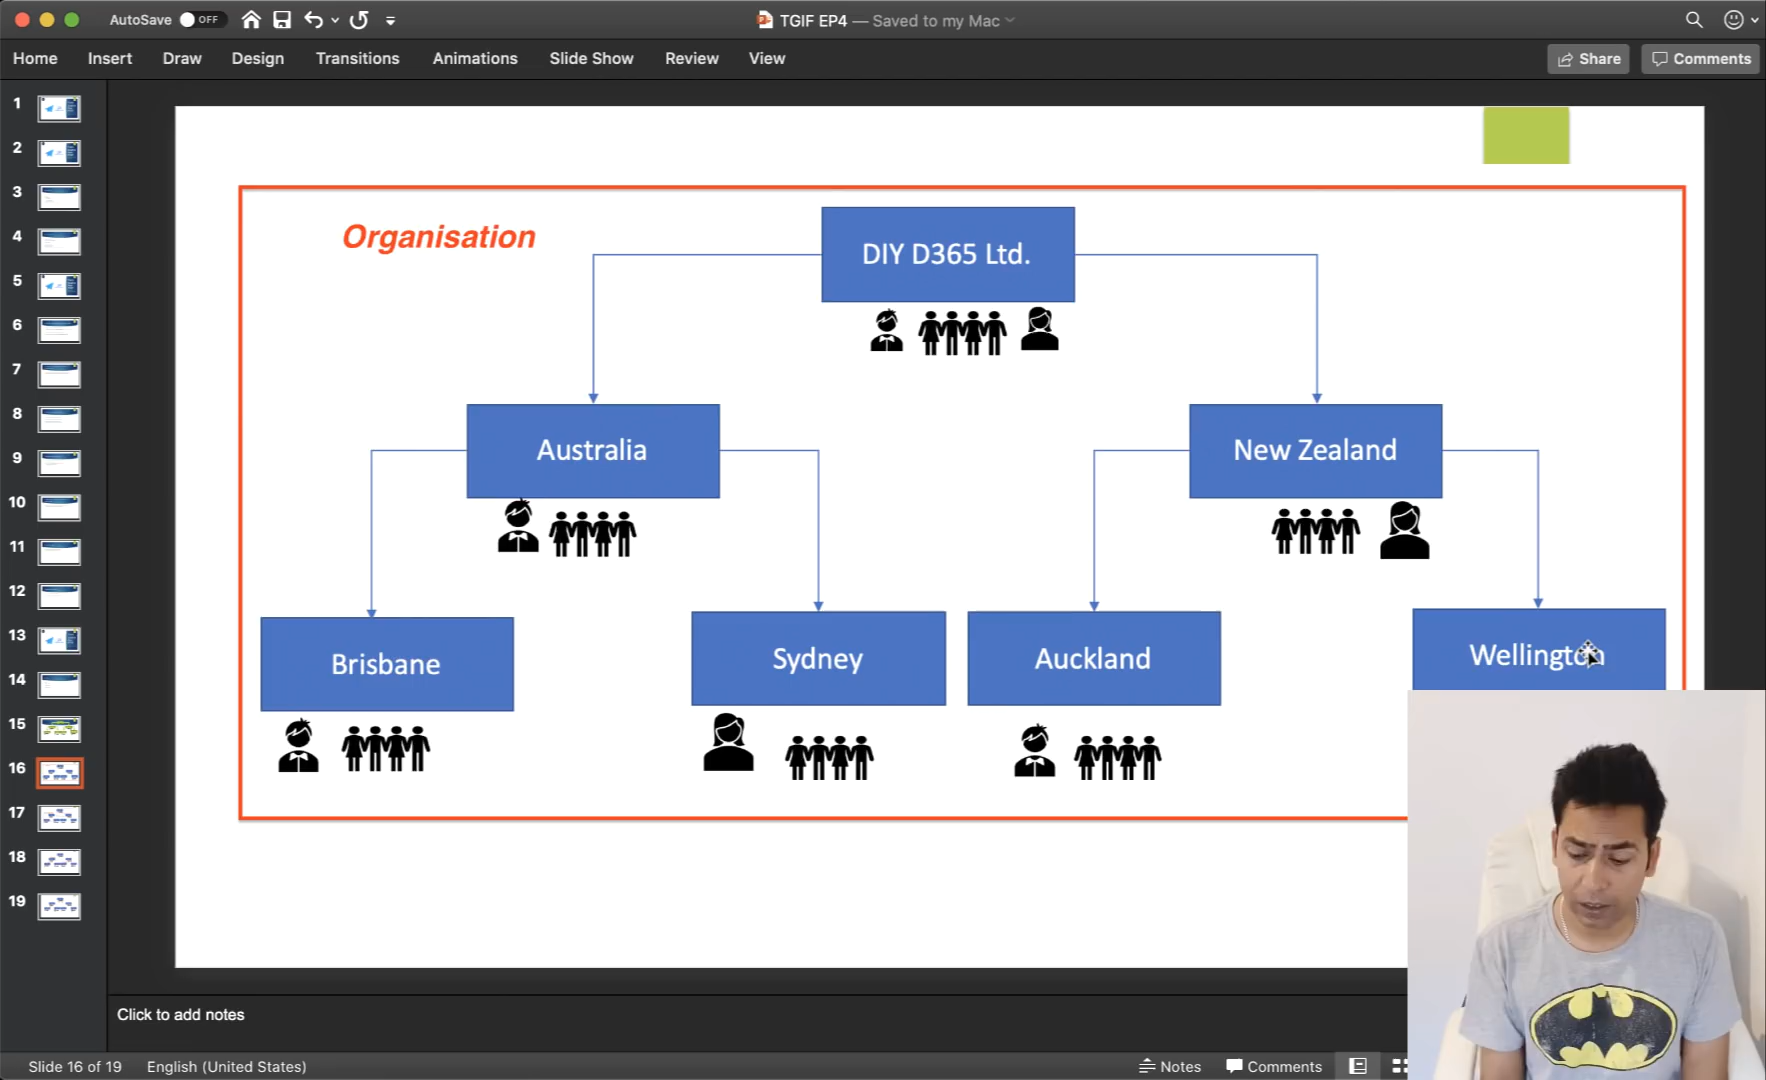 AutoSave OFF
TGIF EP4 — Saved to my Mac
Home Insert Draw Design Transitions Animations Slide Show Review View Share Comments
1
2
3
4
5
6
7
8
9
10
11
12
13
14
15
16
17
18
19
Organisation
DIY D365 Ltd.
Australia
New Zealand
Brisbane
Sydney
Auckland
Wellington
Click to add notes
Slide 16 of 19 English (United States) Notes Comments